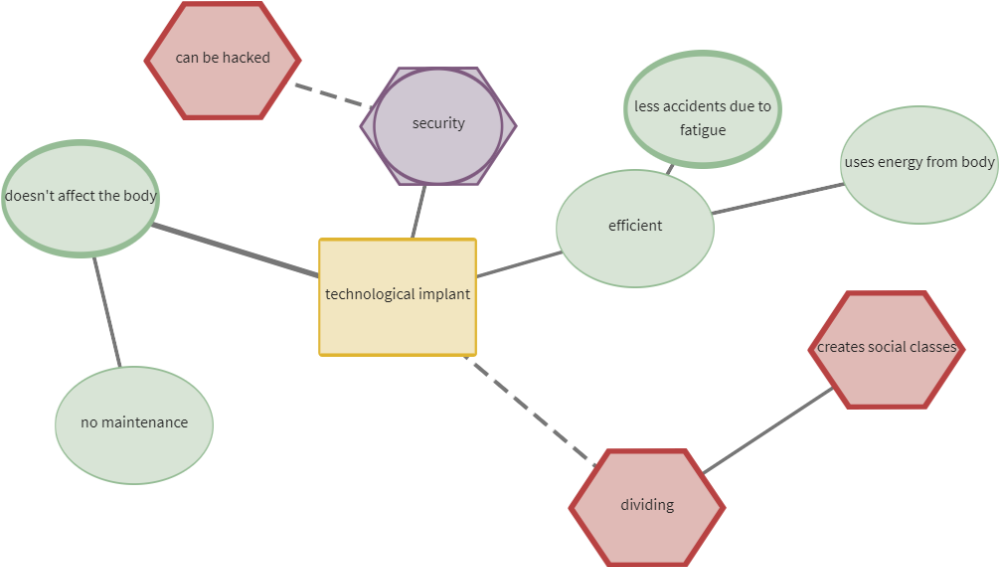 can be hacked
security
less accidents due to
fatigue
uses energy from body
doesn't affect the body
efficient
technological implant
creates social classes
no maintenance
dividing